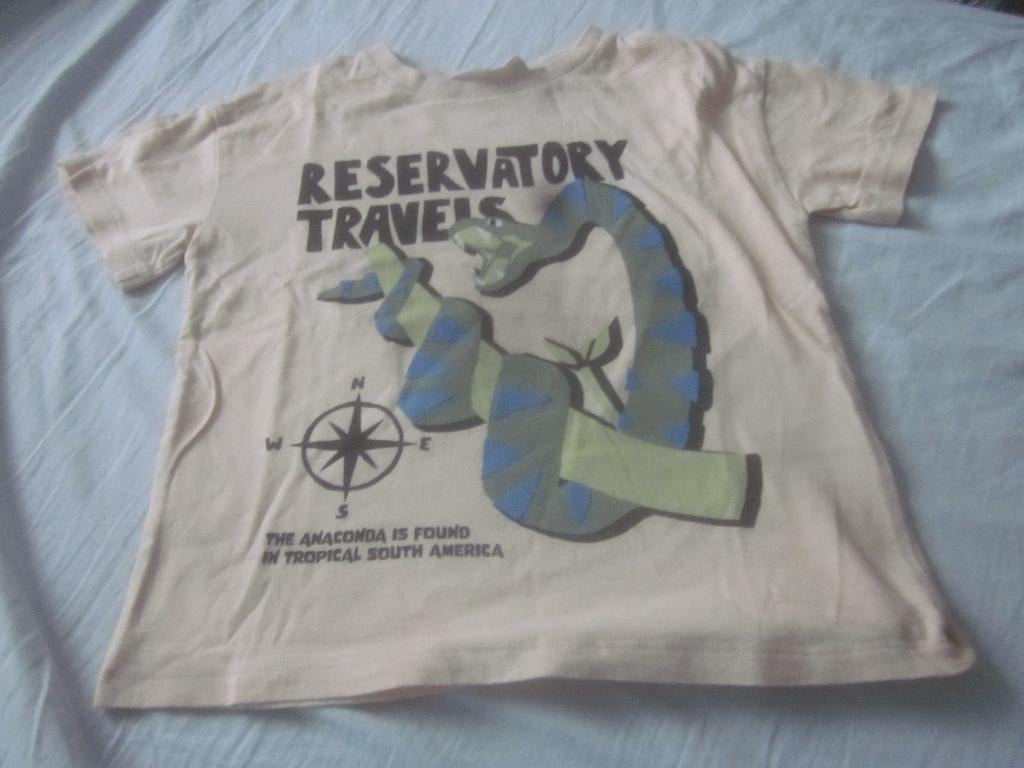 RESERVATORY
TRAVELS
N
W E
S
THE ANACONDA IS FOUND
IN TROPICAL SOUTH AMERICA